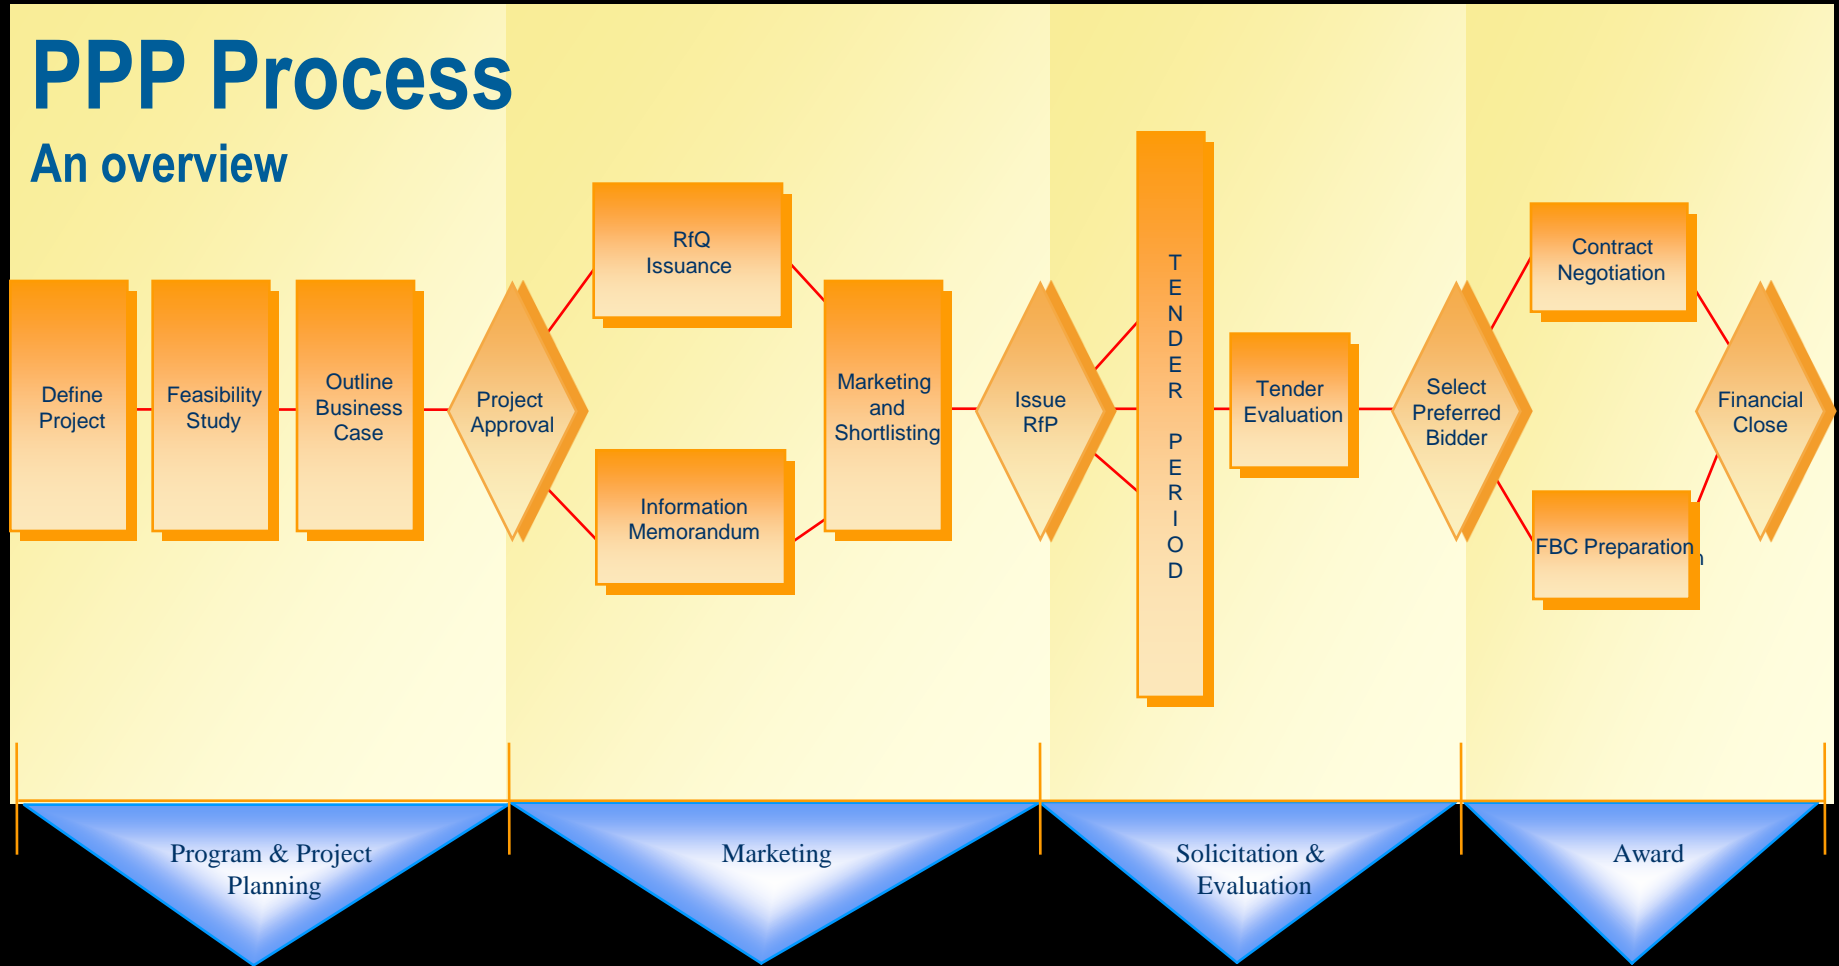 PPP Process
An overview
Define
Project
Feasibility
Study
Outline
Business
Case
Project
Approval
RfQ
Issuance
Information
Memorandum
Marketing
and
Shortlisting
Issue
RfP
T
E
N
D
E
R
P
E
R
I
O
D
Tender
Evaluation
Select
Preferred
Bidder
Contract
Negotiation
FBC Preparation
Financial
Close
Program & Project
Planning
Marketing
Solicitation &
Evaluation
Award